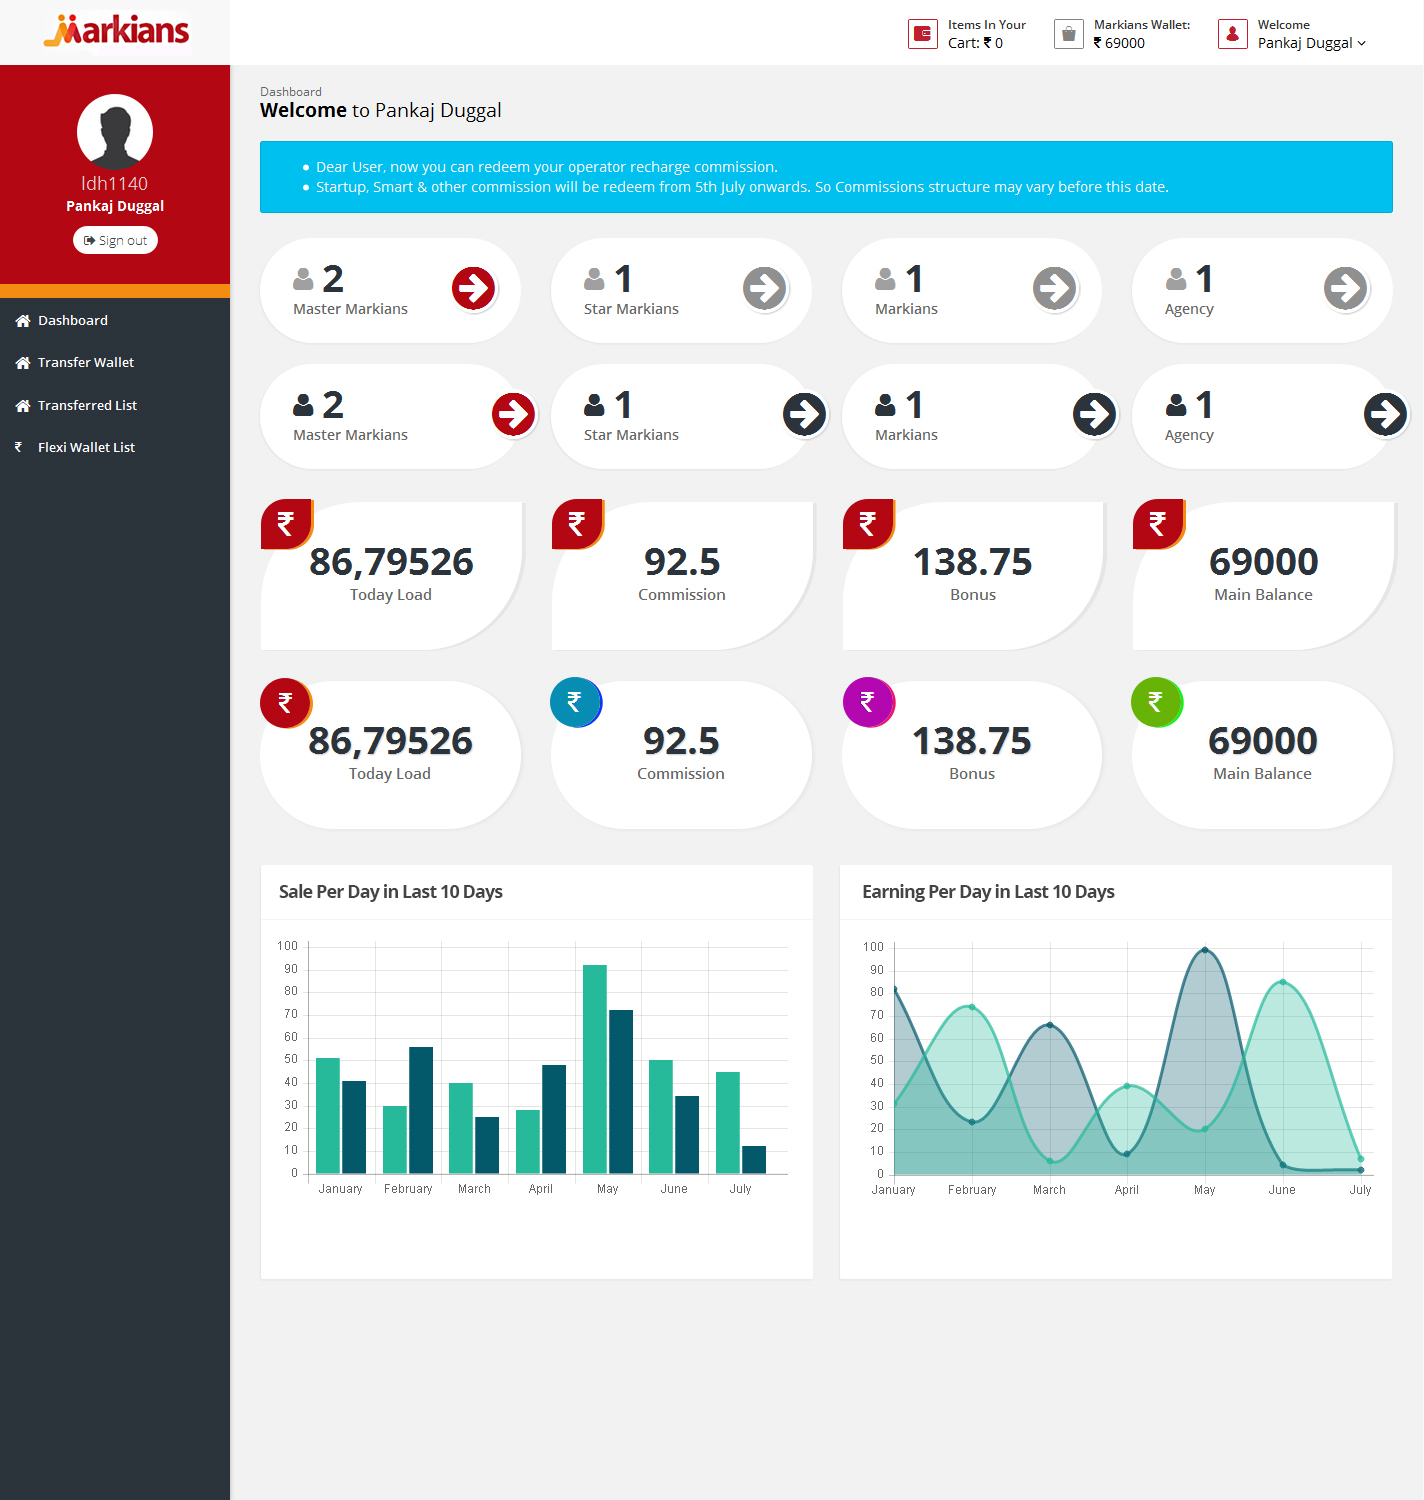 Markians
Items In Your
Cart: ₹ 0
Markians Wallet:
₹ 69000
Welcome
Pankaj Duggal
ldh1140
Pankaj Duggal
Sign out
Dashboard
Transfer Wallet
Transferred List
₹ Flexi Wallet List
Dashboard
Welcome to Pankaj Duggal
• Dear User, now you can redeem your operator recharge commission.
• Startup, Smart & other commission will be redeem from 5th July onwards. So Commissions structure may vary before this date.
2
Master Markians
1
Star Markians
1
Markians
1
Agency
2
Master Markians
1
Star Markians
1
Markians
1
Agency
₹
86,79526
Today Load
₹
92.5
Commission
₹
138.75
Bonus
₹
69000
Main Balance
₹
86,79526
Today Load
₹
92.5
Commission
₹
138.75
Bonus
₹
69000
Main Balance
Sale Per Day in Last 10 Days
100
90
80
70
60
50
40
30
20
10
0
January February March April May June July
Earning Per Day in Last 10 Days
100
90
80
70
60
50
40
30
20
10
0
January February March April May June July